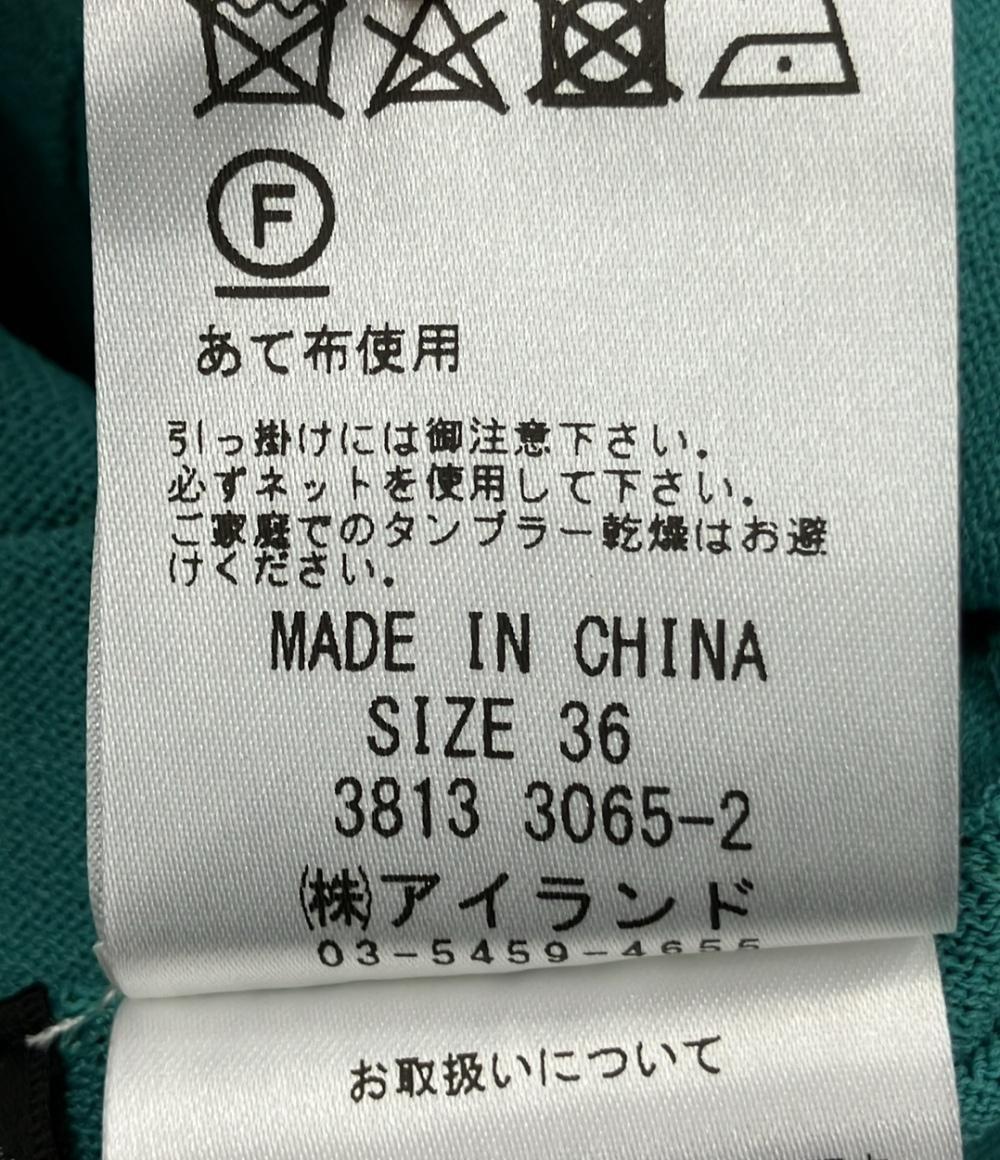 F
あて布使用
引っ掛けには御注意下さい。
必ずネットを使用して下さい。
ご家庭でのタンブラー乾燥はお避
けください。
MADE IN CHINA
SIZE 36
3813 3065-2
(株)アイランド
03-5459-4655
お取扱いについて